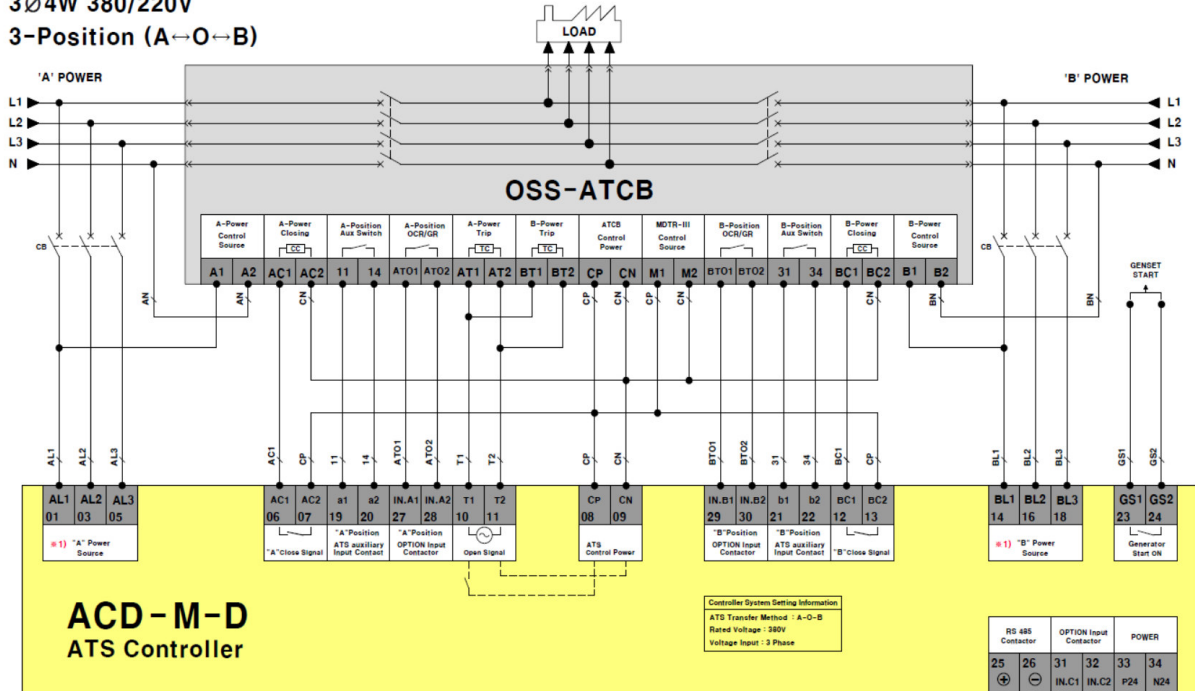 3Ø4W 380/220V
3-Position (A↔O↔B)
LOAD
'A' POWER
'B' POWER
L1
L2
L3
N
L1
L2
L3
N
OSS-ATCB
A-Power Control Source
A-Power Closing
A-Position Aux Switch
A-Position OCR/GR
A-Power Trip
B-Power Trip
ATCB Control Power
MDTR-III Control Source
B-Position OCR/GR
B-Position Aux Switch
B-Power Closing
B-Power Control Source
CC
TC
TC
CC
A1 A2 AC1 AC2 11 14 ATO1 ATO2 AT1 AT2 BT1 BT2 CP CN M1 M2 BTO1 BTO2 31 34 BC1 BC2 B1 B2
CB
CB
GENSET
START
AN AN CN CP CN CP CN CN BN BN
AL1 AL2 AL3 AC1 CP 11 14 ATO1 ATO2 T1 T2 CP CN BTO1 BTO2 31 34 BC1 CP BL1 BL2 BL3 GS1 GS2
AL1 AL2 AL3 AC1 AC2 a1 a2 IN.A1 IN.A2 T1 T2 CP CN IN.B1 IN.B2 b1 b2 BC1 BC2 BL1 BL2 BL3 GS1 GS2
01 03 05 06 07 19 20 27 28 10 11 08 09 29 30 21 22 12 13 14 16 18 23 24
※1) "A" Power Source
"A"Close Signal
"A"Position ATS auxiliary Input Contact
"A"Position OPTION Input Contactor
Open Signal
ATS Control Power
"B"Position OPTION Input Contactor
"B"Position ATS auxiliary Input Contast
"B"Close Signal
※1) "B" Power Source
Generator Start ON
ACD-M-D
ATS Controller
Controller System Setting Information
ATS Transfer Method : A-O-B
Rated Voltage : 380V
Voltage Input : 3 Phase
RS 485 Contactor
OPTION Input Contactor
POWER
25 26 31 32 33 34
⊕ ⊖ IN.C1 IN.C2 P24 N24